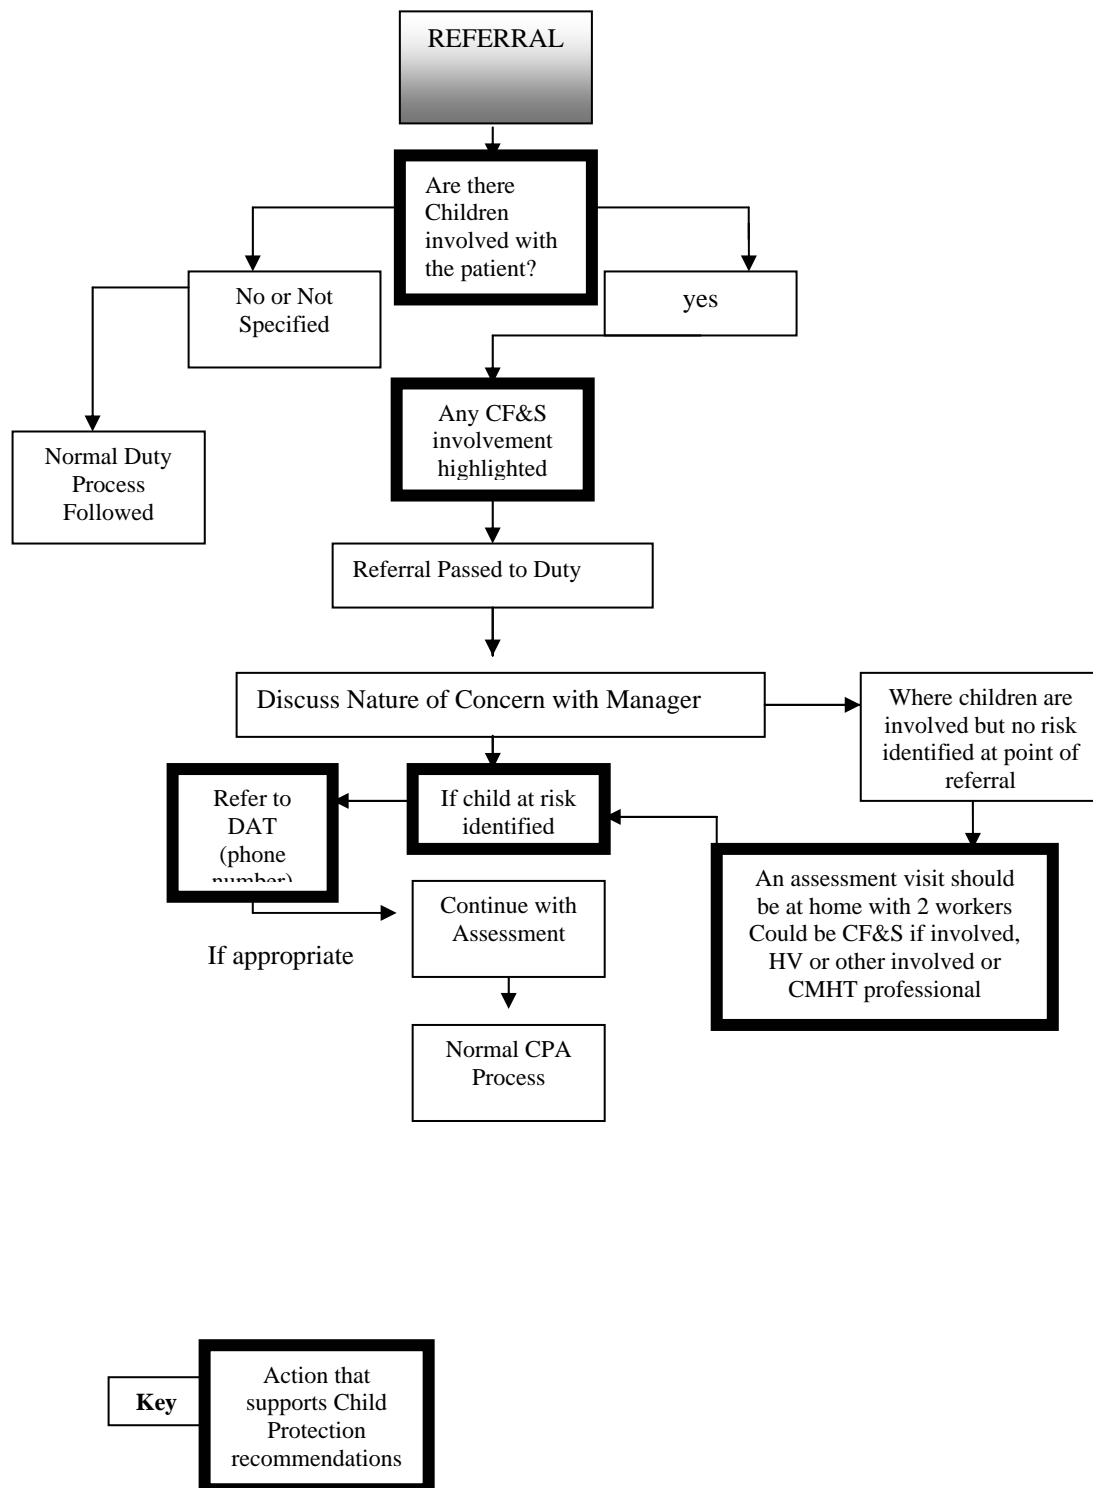 REFERRAL
Are there
Children
involved with
the patient?
No or Not
Specified
yes
Normal Duty
Process
Followed
Any CF&S
involvement
highlighted
Referral Passed to Duty
Discuss Nature of Concern with Manager
Where children are
involved but no risk
identified at point of
referral
Refer to
DAT
(phone
number)
If child at risk
identified
An assessment visit should
be at home with 2 workers
Could be CF&S if involved,
HV or other involved or
CMHT professional
If appropriate
Continue with
Assessment
Normal CPA
Process
Key
Action that
supports Child
Protection
recommendations